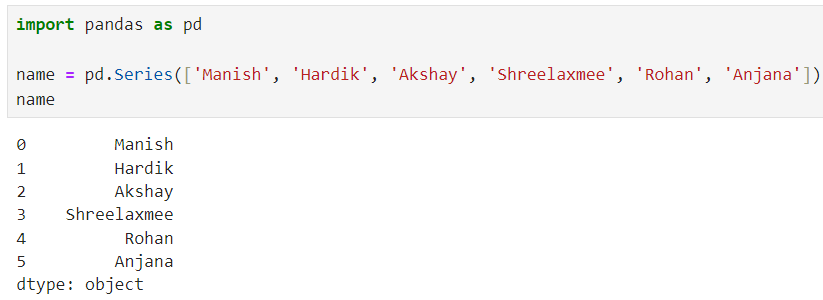 import pandas as pd
name = pd.Series(['Manish', 'Hardik', 'Akshay', 'Shreelaxmee', 'Rohan', 'Anjana'])
name
0 Manish
1 Hardik
2 Akshay
3 Shreelaxmee
4 Rohan
5 Anjana
dtype: object